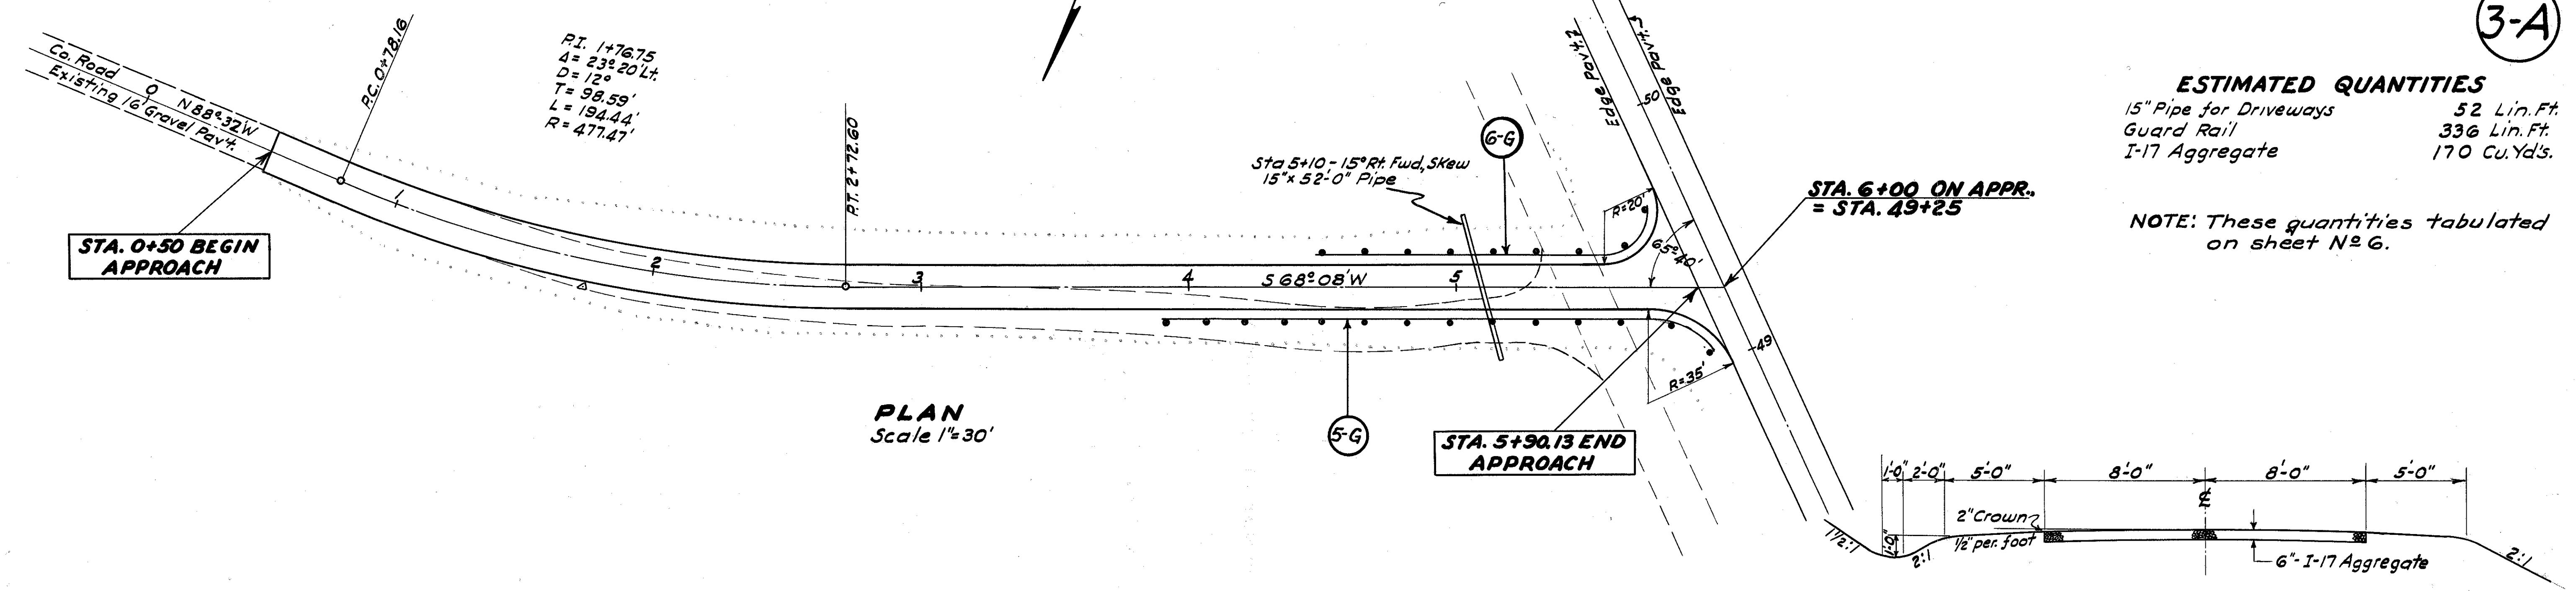 3-A
Co. Road
Existing 16' Gravel Pav't.
0
N 88°-32'W
P.C. 0+78.16
P.I. 1+76.75
Δ= 23°20' Lt.
D= 12°
T= 98.59'
L= 194.44'
R= 477.47'
P.T. 2+72.60
1
2
3
4
5
S 68°-08'W
STA. 0+50 BEGIN
APPROACH
Sta 5+10 - 15° Rt. Fwd, Skew
15" x 52'-0" Pipe
6-G
5-G
R=20'
R=35'
65°-40'
Edge Pav't.
Edge Pav't.
50
49
STA. 6+00 ON APPR.,
= STA. 49+25
STA. 5+90.13 END
APPROACH
PLAN
Scale 1"=30'
ESTIMATED QUANTITIES
15" Pipe for Driveways 52 Lin. Ft.
Guard Rail 336 Lin. Ft.
I-17 Aggregate 170 Cu. Yd's.
NOTE: These quantities tabulated
on sheet Nº 6.
1'-0" 2'-0" 5'-0" 8'-0" 8'-0" 5'-0"
℄
2" Crown
1/2" per. foot
1'-0"
1 1/2:1
2:1
6"- I-17 Aggregate
2:1